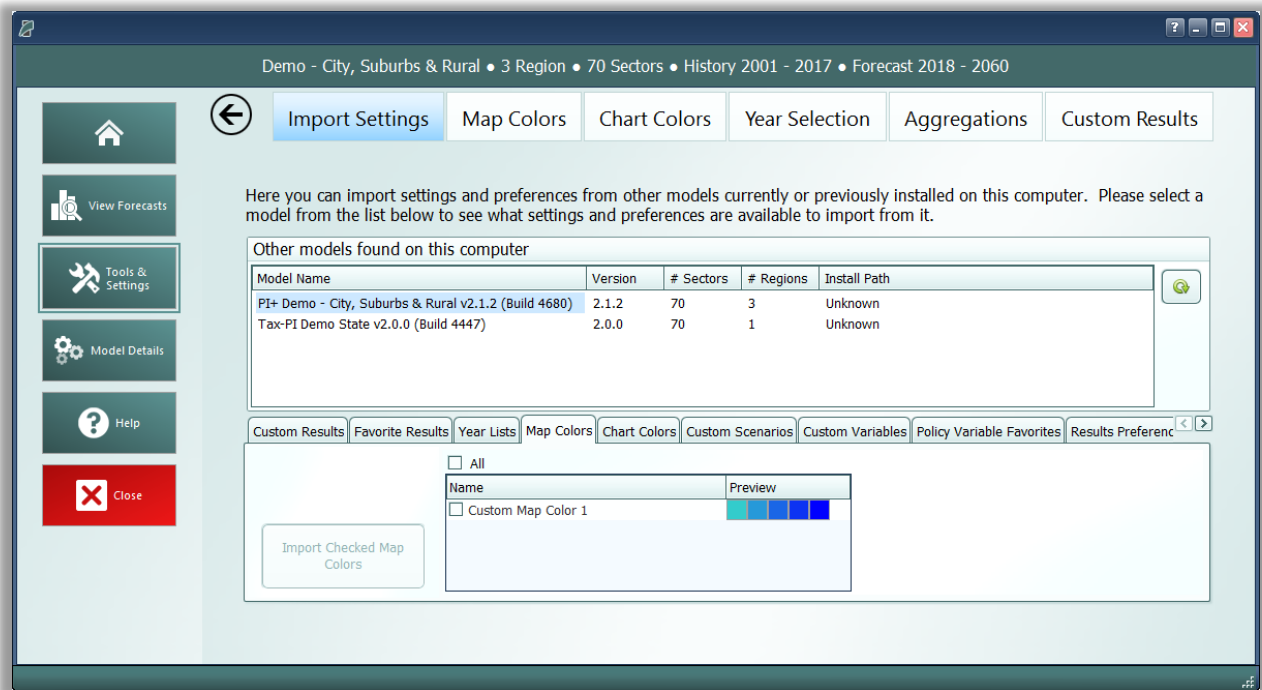 ?
Demo - City, Suburbs & Rural ● 3 Region ● 70 Sectors ● History 2001 - 2017 ● Forecast 2018 - 2060
Import Settings Map Colors Chart Colors Year Selection Aggregations Custom Results
View Forecasts
Tools &
Settings
Model Details
? Help
Close
Here you can import settings and preferences from other models currently or previously installed on this computer. Please select a
model from the list below to see what settings and preferences are available to import from it.
Other models found on this computer
Model Name Version # Sectors # Regions Install Path
PI+ Demo - City, Suburbs & Rural v2.1.2 (Build 4680) 2.1.2 70 3 Unknown
Tax-PI Demo State v2.0.0 (Build 4447) 2.0.0 70 1 Unknown
Custom Results Favorite Results Year Lists Map Colors Chart Colors Custom Scenarios Custom Variables Policy Variable Favorites Results Preferenc
All
Name Preview
Custom Map Color 1
Import Checked Map
Colors